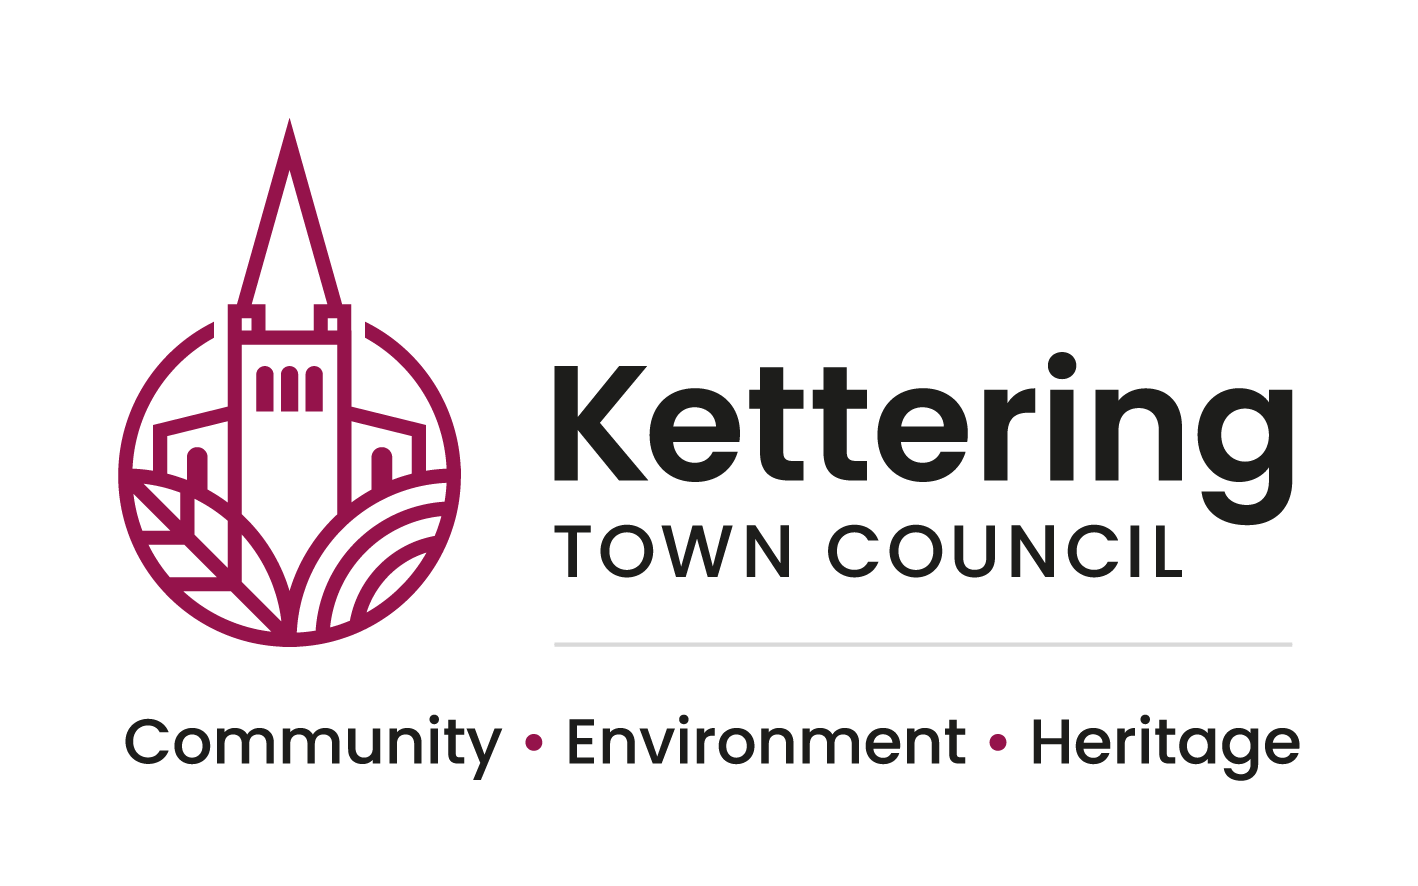 Kettering
TOWN COUNCIL
Community • Environment • Heritage